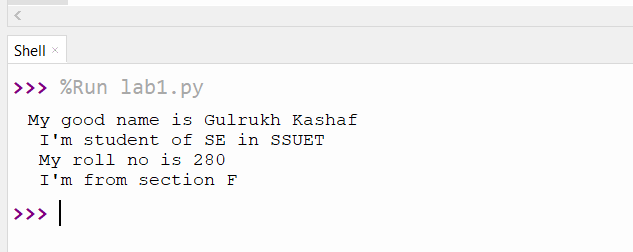 Shell ×
>>> %Run lab1.py
My good name is Gulrukh Kashaf
I'm student of SE in SSUET
My roll no is 280
I'm from section F
>>>